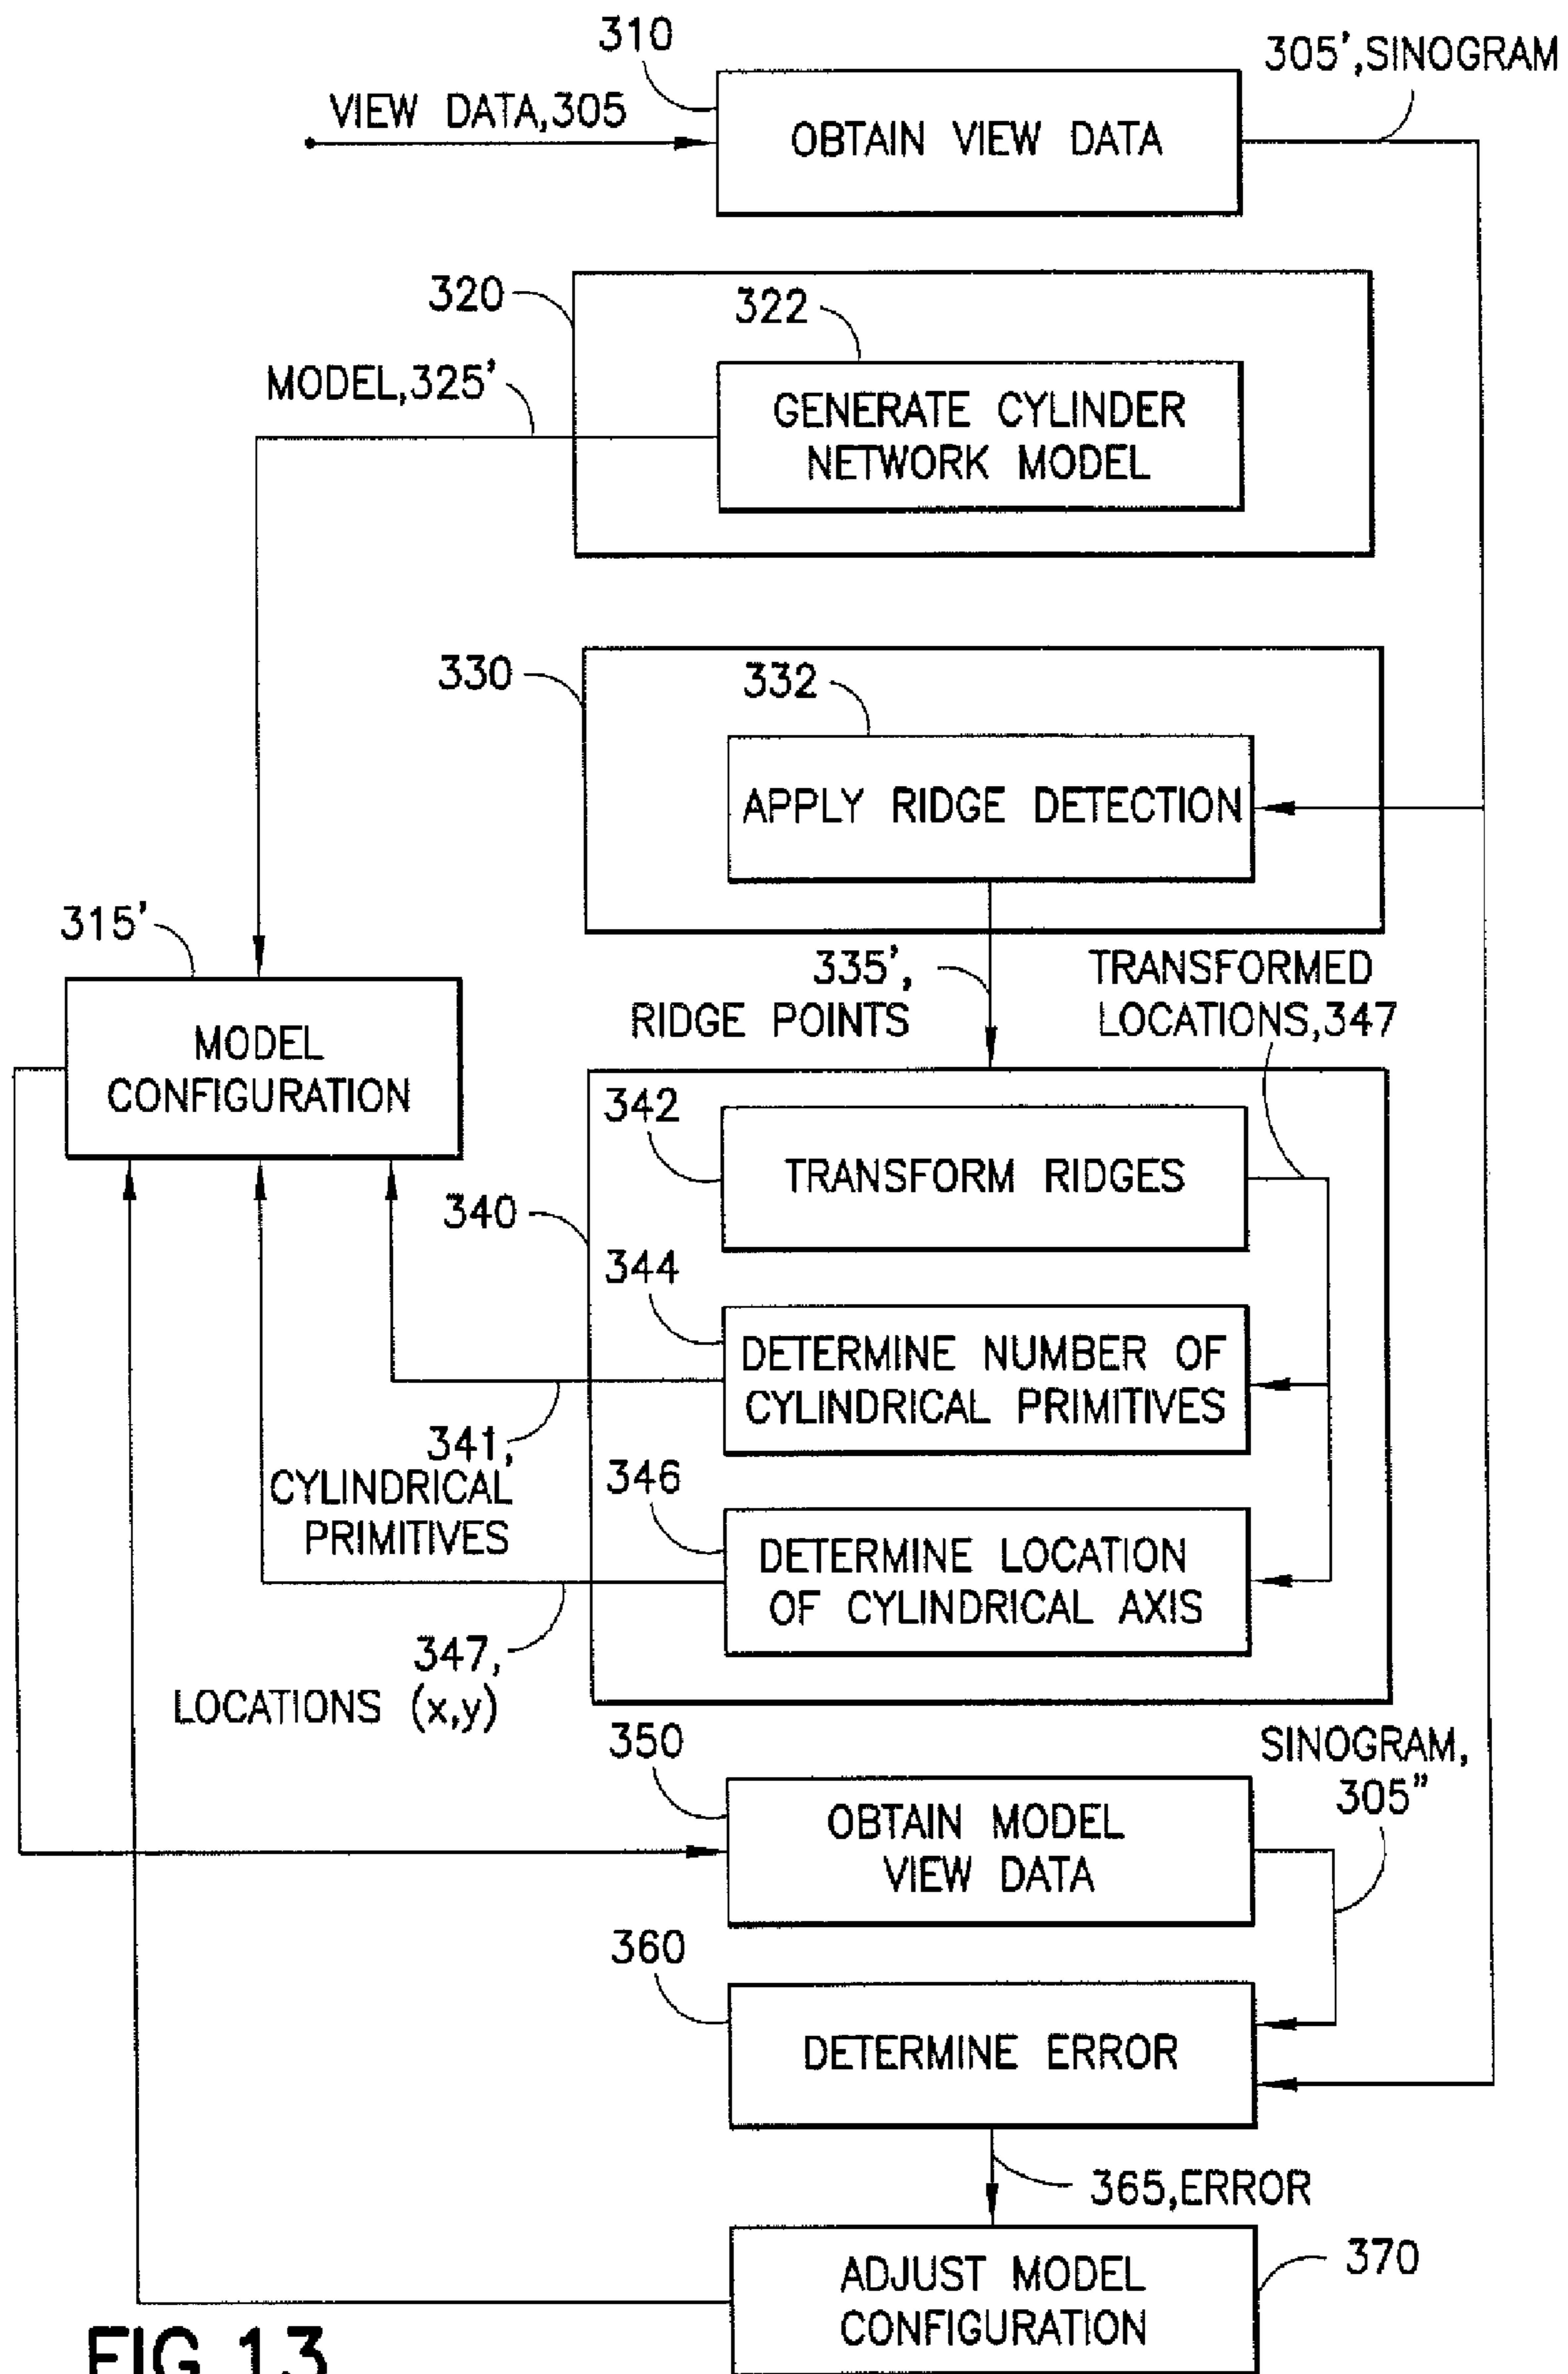 310
305',SINOGRAM
VIEW DATA,305
OBTAIN VIEW DATA
320
322
MODEL,325'
GENERATE CYLINDER
NETWORK MODEL
330
332
APPLY RIDGE DETECTION
315'
335',
RIDGE POINTS
TRANSFORMED
LOCATIONS,347
MODEL
CONFIGURATION
342
TRANSFORM RIDGES
340
344
DETERMINE NUMBER OF
CYLINDRICAL PRIMITIVES
341,
CYLINDRICAL
PRIMITIVES
346
DETERMINE LOCATION
OF CYLINDRICAL AXIS
347,
LOCATIONS (x,y)
350
SINOGRAM,
305"
OBTAIN MODEL
VIEW DATA
360
DETERMINE ERROR
365,ERROR
370
ADJUST MODEL
CONFIGURATION
FIG.13